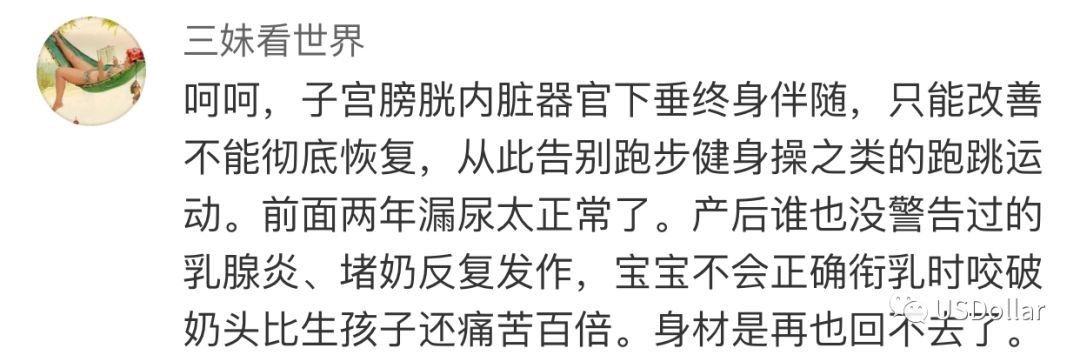 三妹看世界
呵呵，子宫膀胱内脏器官下垂终身伴随，只能改善
不能彻底恢复，从此告别跑步健身操之类的跑跳运
动。前面两年漏尿太正常了。产后谁也没警告过的
乳腺炎、堵奶反复发作，宝宝不会正确衔乳时咬破
奶头比生孩子还痛苦百倍。身材是再也回不去了。
USDollar